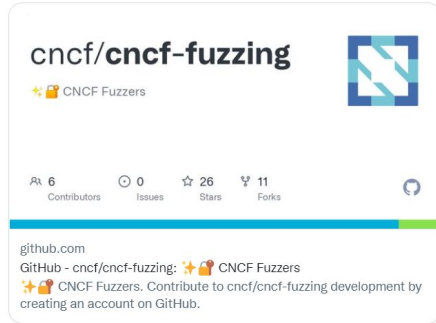 cncf/cncf-fuzzing
✨🔐 CNCF Fuzzers
6 0 26 11
Contributors Issues Stars Forks
github.com
GitHub - cncf/cncf-fuzzing: ✨🔐 CNCF Fuzzers
✨🔐 CNCF Fuzzers. Contribute to cncf/cncf-fuzzing development by
creating an account on GitHub.